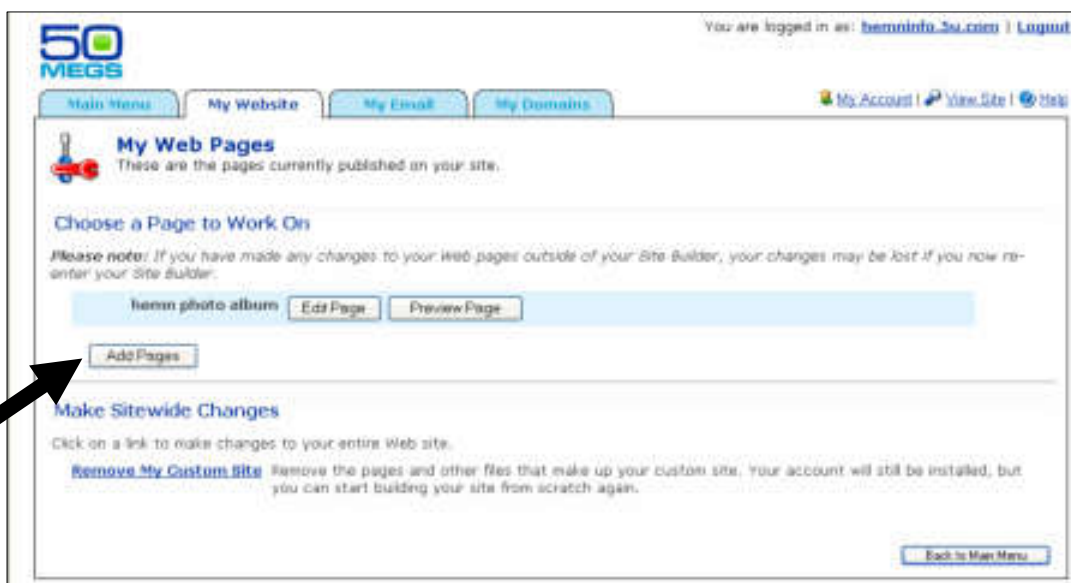 You are logged in as: hemninfo.5u.com | Logout
50
MEGS
Main Menu
My Website
My Email
My Domains
My Account | View Site | Help
My Web Pages
These are the pages currently published on your site.
Choose a Page to Work On
Please note: If you have made any changes to your Web pages outside of your Site Builder, your changes may be lost if you now re-
enter your Site Builder.
hemn photo album Edit Page Preview Page
Add Pages
Make Sitewide Changes
Click on a link to make changes to your entire Web site.
Remove My Custom Site Remove the pages and other files that make up your custom site. Your account will still be installed, but
you can start building your site from scratch again.
Back to Main Menu